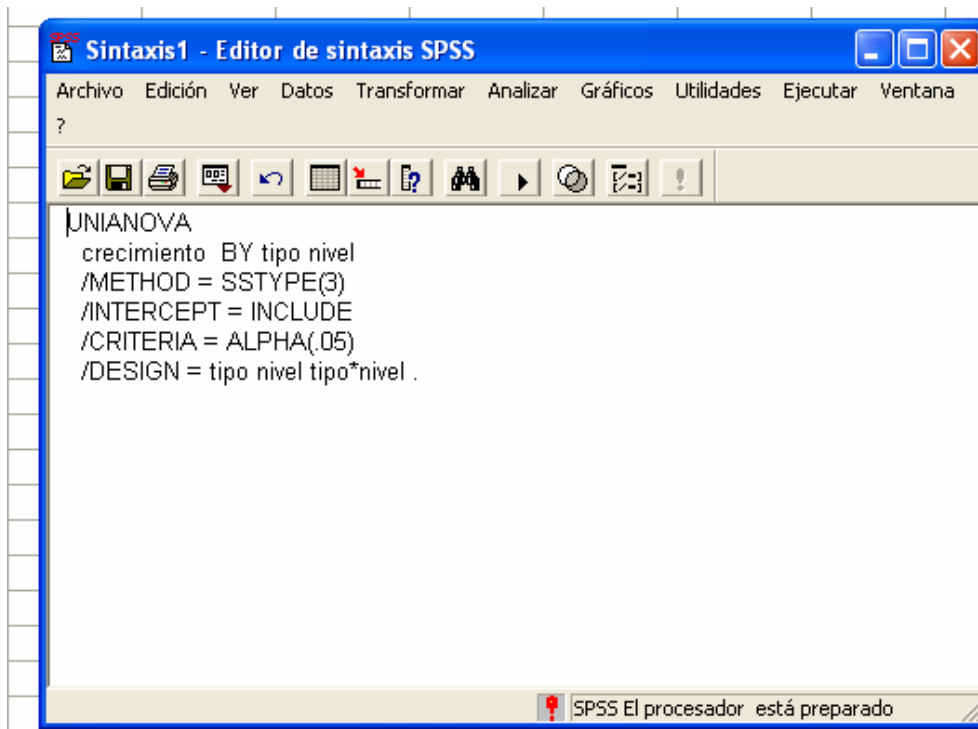 Sintaxis1 - Editor de sintaxis SPSS
Archivo Edición Ver Datos Transformar Analizar Gráficos Utilidades Ejecutar Ventana
?
UNIANOVA
crecimiento BY tipo nivel
/METHOD = SSTYPE(3)
/INTERCEPT = INCLUDE
/CRITERIA = ALPHA(.05)
/DESIGN = tipo nivel tipo*nivel .
SPSS El procesador está preparado